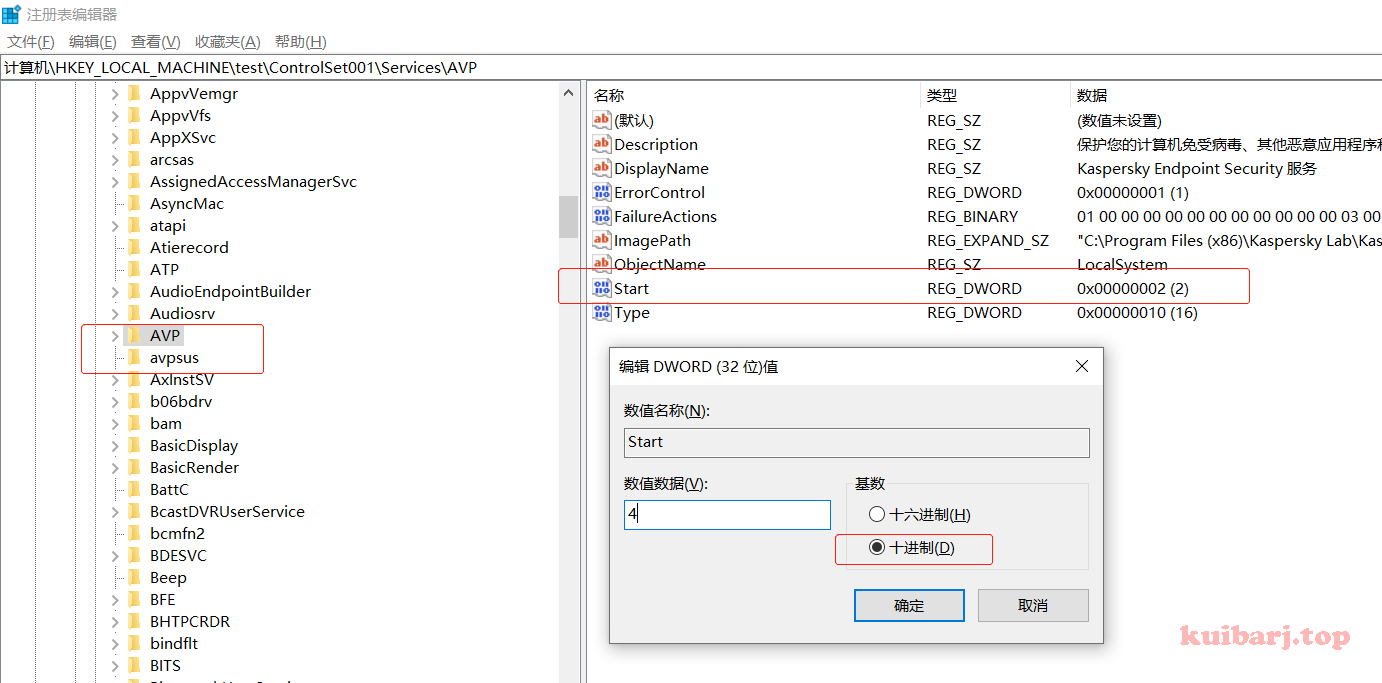 注册表编辑器
文件(F) 编辑(E) 查看(V) 收藏夹(A) 帮助(H)
计算机\HKEY_LOCAL_MACHINE\test\ControlSet001\Services\AVP
AppvVemgr
AppvVfs
AppXSvc
arcsas
AssignedAccessManagerSvc
AsyncMac
atapi
Atierecord
ATP
AudioEndpointBuilder
Audiosrv
AVP
avpsus
AxInstSV
b06bdrv
bam
BasicDisplay
BasicRender
BattC
BcastDVRUserService
bcmfn2
BDESVC
Beep
BFE
BHTPCRDR
bindflt
BITS
名称 类型 数据
(默认) REG_SZ (数值未设置)
Description REG_SZ 保护您的计算机免受病毒、其他恶意应用程序和
DisplayName REG_SZ Kaspersky Endpoint Security 服务
ErrorControl REG_DWORD 0x00000001 (1)
FailureActions REG_BINARY 01 00 00 00 00 00 00 00 00 00 00 00 03 00
ImagePath REG_EXPAND_SZ "C:\Program Files (x86)\Kaspersky Lab\Kas
ObjectName REG_SZ LocalSystem
Start REG_DWORD 0x00000002 (2)
Type REG_DWORD 0x00000010 (16)
编辑 DWORD (32 位)值
数值名称(N):
Start
数值数据(V):
4
基数
十六进制(H)
十进制(D)
确定 取消
kuibarj.top